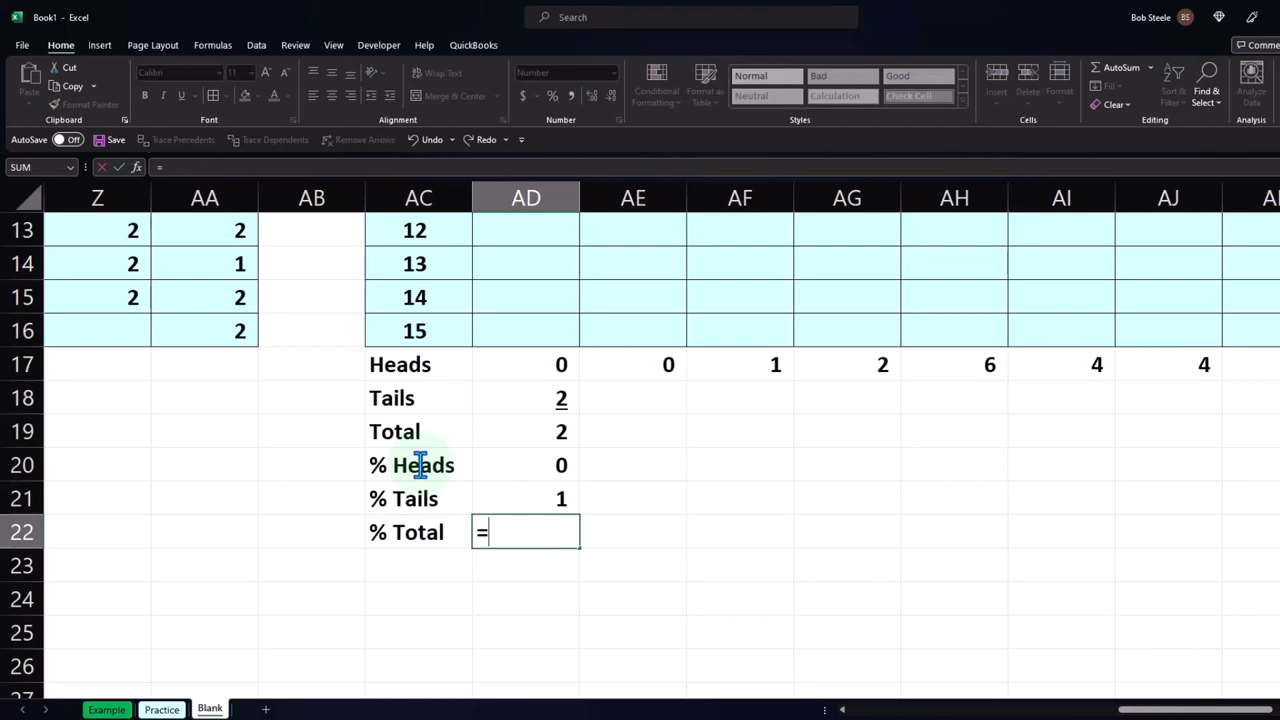 Book1 - Excel
Search
Bob Steele
BS
File Home Insert Page Layout Formulas Data Review View Developer Help QuickBooks
Cut
Copy
Paste
Format Painter
Clipboard
Calibri
11
B I U
Font
Wrap Text
Merge & Center
Alignment
Number
$ % ,
Number
Conditional Formatting
Format as Table
Normal Bad Good
Neutral Calculation Check Cell
Styles
Insert Delete Format
Cells
AutoSum
Fill
Clear
Sort & Filter
Find & Select
Editing
Analyze Data
Analysis
AutoSave Off Save Trace Precedents Trace Dependents Remove Arrows Undo Redo
SUM fx =
Z AA AB AC AD AE AF AG AH AI AJ
13 2 2 12
14 2 1 13
15 2 2 14
16 2 15
17 Heads 0 0 1 2 6 4 4
18 Tails 2
19 Total 2
20 % Heads 0
21 % Tails 1
22 % Total =
23
24
25
26
27
Example Practice Blank